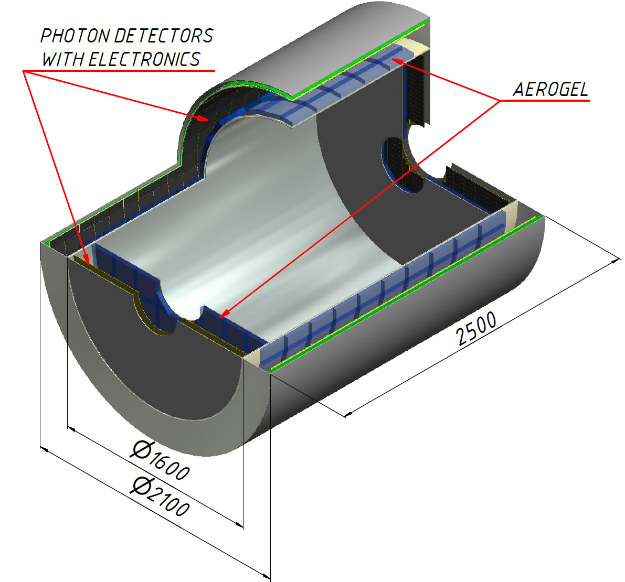 PHOTON DETECTORS
WITH ELECTRONICS
AEROGEL
2500
Ø1600
Ø2100